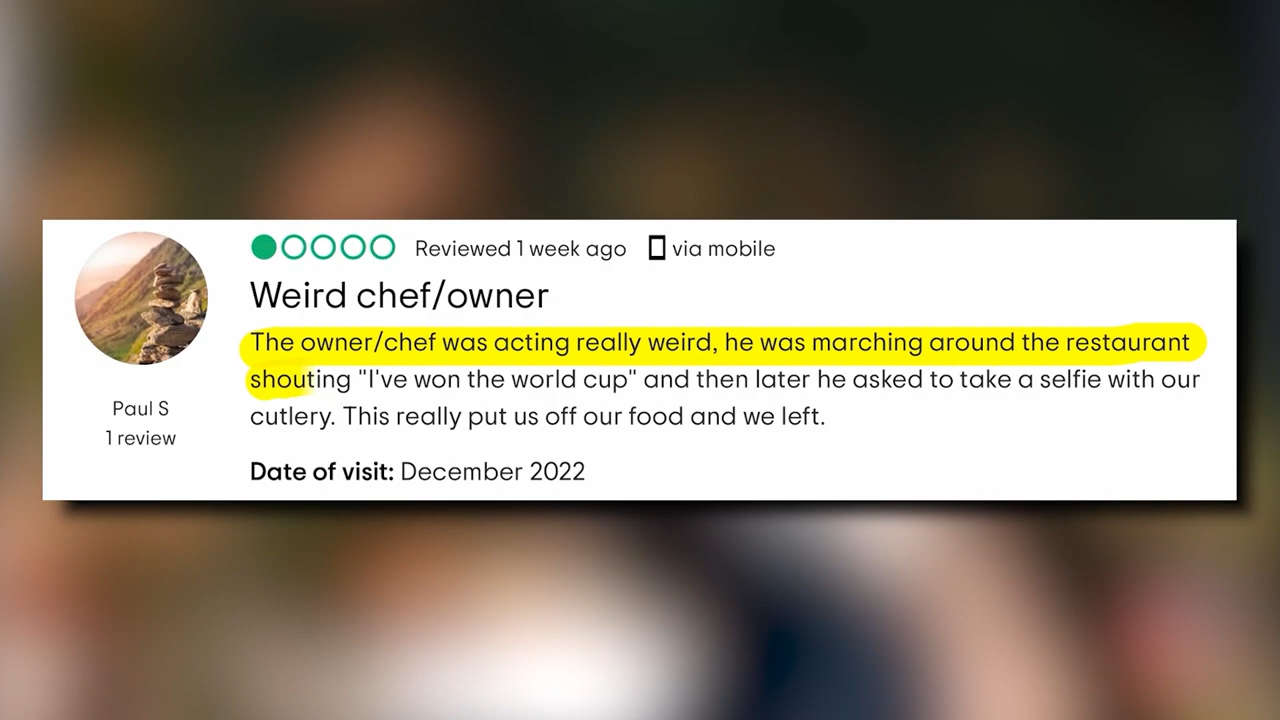 Reviewed 1 week ago via mobile
Weird chef/owner
The owner/chef was acting really weird, he was marching around the restaurant
shouting "I've won the world cup" and then later he asked to take a selfie with our
cutlery. This really put us off our food and we left.
Date of visit: December 2022
Paul S
1 review